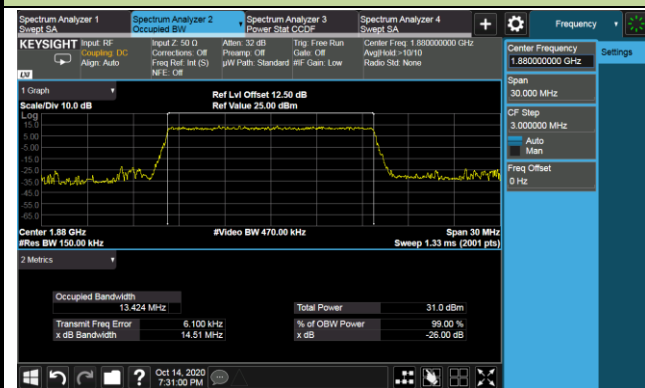 Spectrum Analyzer 1
Swept SA
Spectrum Analyzer 2
Occupied BW
Spectrum Analyzer 3
Power Stat CCDF
Spectrum Analyzer 4
Swept SA
+
Frequency
KEYSIGHT
Input: RF
Coupling: DC
Align: Auto
LXI
Input Z: 50 Ω
Corrections: Off
Freq Ref: Int (S)
NFE: Off
Atten: 32 dB
Preamp: Off
µW Path: Standard
Trig: Free Run
Gate: Off
#IF Gain: Low
Center Freq: 1.880000000 GHz
Avg|Hold:>10/10
Radio Std: None
Center Frequency
1.880000000 GHz
Settings
Span
30.000 MHz
CF Step
3.000000 MHz
Auto
Man
Freq Offset
0 Hz
1 Graph
Scale/Div 10.0 dB
Ref Lvl Offset 12.50 dB
Ref Value 25.00 dBm
Log
15.0
5.00
-5.00
-15.0
-25.0
-35.0
-45.0
-55.0
-65.0
Center 1.88 GHz
#Video BW 470.00 kHz
Span 30 MHz
#Res BW 150.00 kHz
Sweep 1.33 ms (2001 pts)
2 Metrics
Occupied Bandwidth
13.424 MHz
Total Power 31.0 dBm
Transmit Freq Error 6.100 kHz
% of OBW Power 99.00 %
x dB Bandwidth 14.51 MHz
x dB -26.00 dB
?
Oct 14, 2020
7:31:00 PM